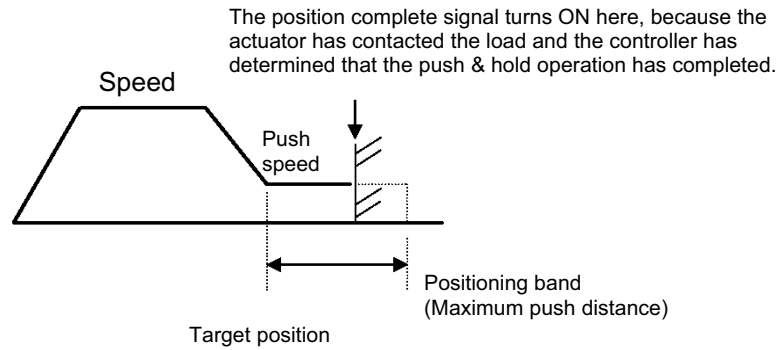 The position complete signal turns ON here, because the
actuator has contacted the load and the controller has
determined that the push & hold operation has completed.
Speed
Push
speed
Positioning band
(Maximum push distance)
Target position